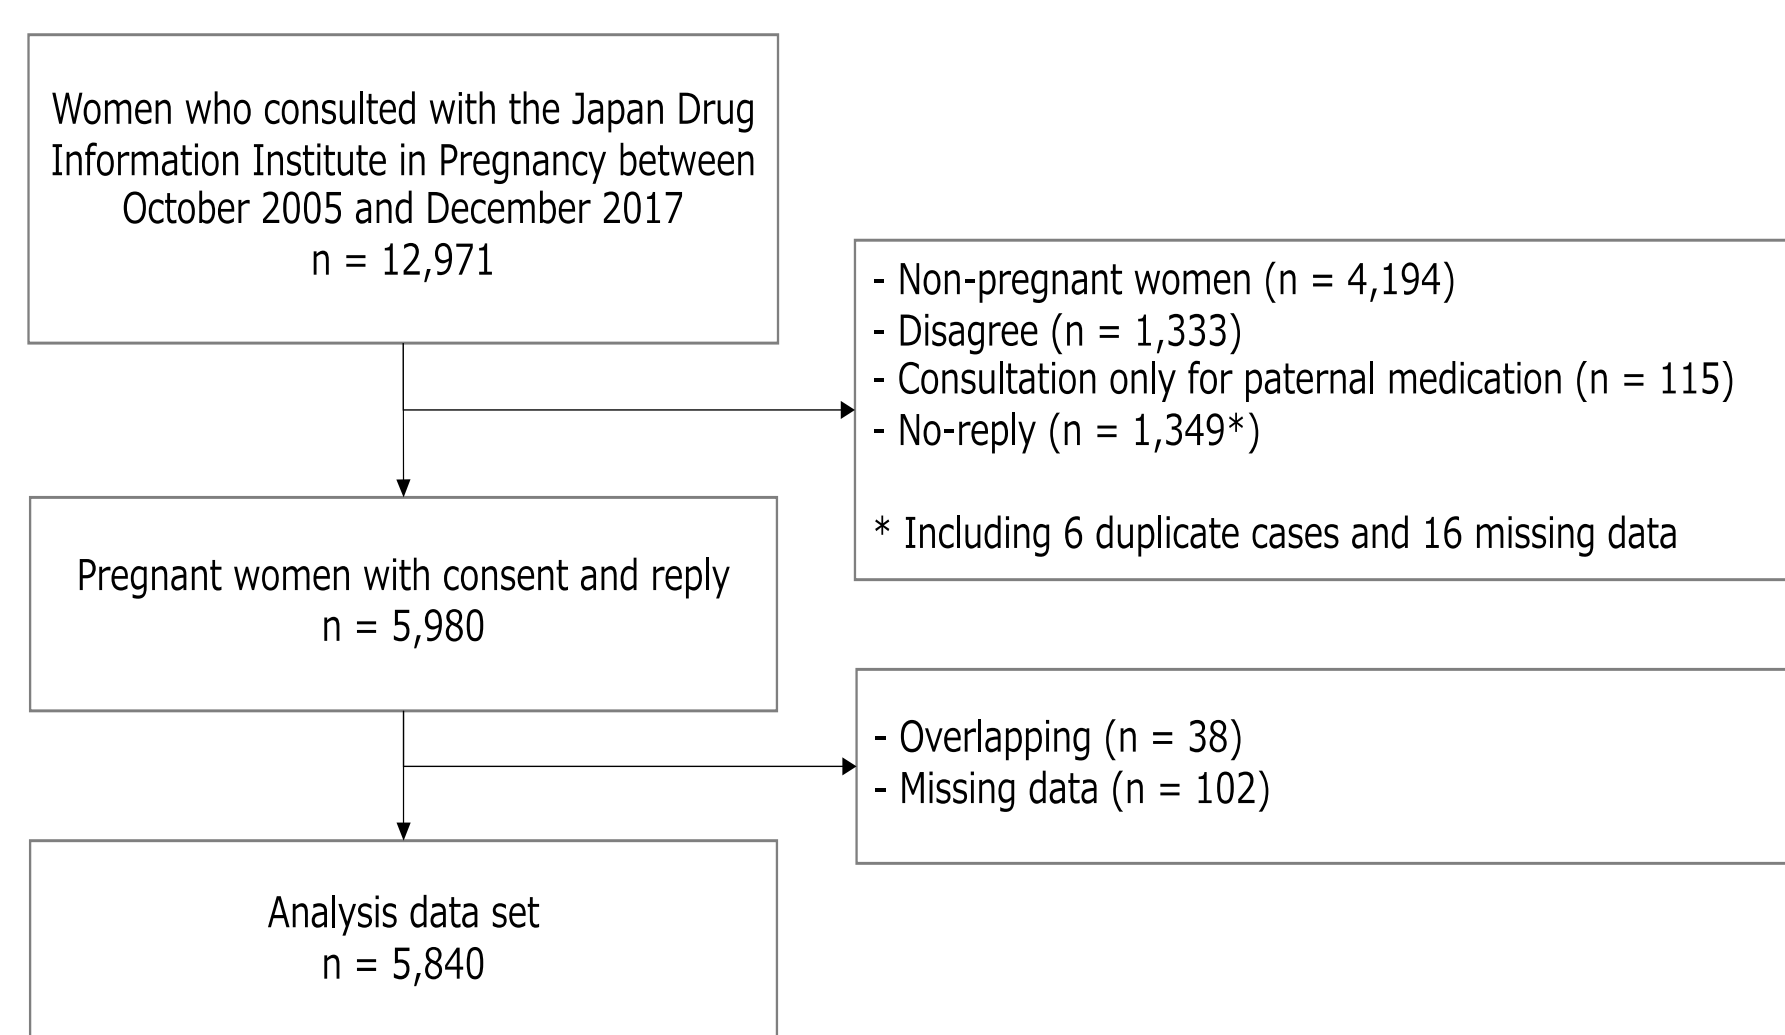 Women who consulted with the Japan Drug
Information Institute in Pregnancy between
October 2005 and December 2017
n = 12,971
- Non-pregnant women (n = 4,194)
- Disagree (n = 1,333)
- Consultation only for paternal medication (n = 115)
- No-reply (n = 1,349*)
* Including 6 duplicate cases and 16 missing data
Pregnant women with consent and reply
n = 5,980
- Overlapping (n = 38)
- Missing data (n = 102)
Analysis data set
n = 5,840